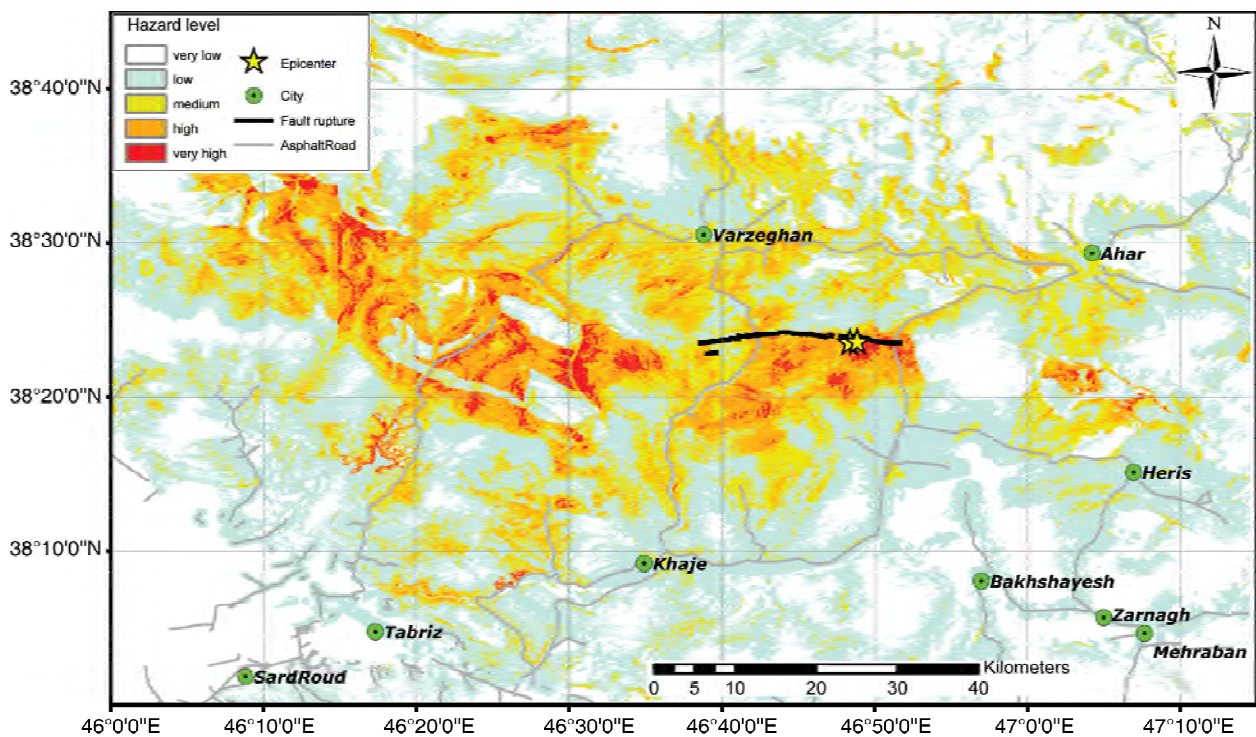 Hazard level
very low
low
medium
high
very high
Epicenter
City
Fault rupture
AsphaltRoad
N
38°40'0"N
38°30'0"N
38°20'0"N
38°10'0"N
Varzeghan
Ahar
Heris
Khaje
Bakhshayesh
Zarnagh
Mehraban
Tabriz
SardRoud
Kilometers
0 5 10 20 30 40
46°0'0"E 46°10'0"E 46°20'0"E 46°30'0"E 46°40'0"E 46°50'0"E 47°0'0"E 47°10'0"E